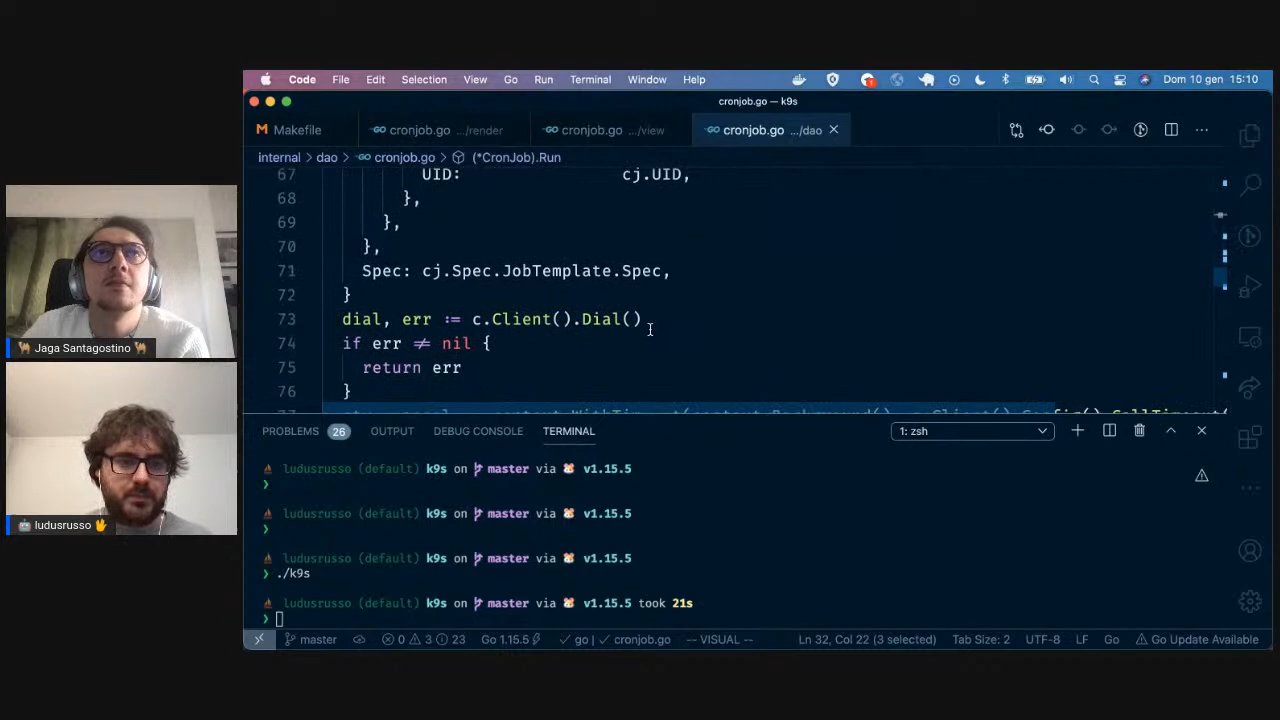 Code File Edit Selection View Go Run Terminal Window Help Dom 10 gen 15:10
cronjob.go — k9s
Makefile cronjob.go .../render cronjob.go .../view cronjob.go .../dao
internal > dao > cronjob.go > (*CronJob).Run
67 UID: cj.UID,
68 },
69 },
70 },
71 Spec: cj.Spec.JobTemplate.Spec,
72 }
73 dial, err := c.Client().Dial()
74 if err ≠ nil {
75 return err
76 }
PROBLEMS 26 OUTPUT DEBUG CONSOLE TERMINAL 1: zsh
ludusrusso (default) k9s on master via v1.15.5
❯
ludusrusso (default) k9s on master via v1.15.5
❯
ludusrusso (default) k9s on master via v1.15.5
❯ ./k9s
ludusrusso (default) k9s on master via v1.15.5 took 21s
❯
master 0 3 23 Go 1.15.5 go | cronjob.go -- VISUAL -- Ln 32, Col 22 (3 selected) Tab Size: 2 UTF-8 LF Go Go Update Available
Jaga Santagostino
ludusrusso